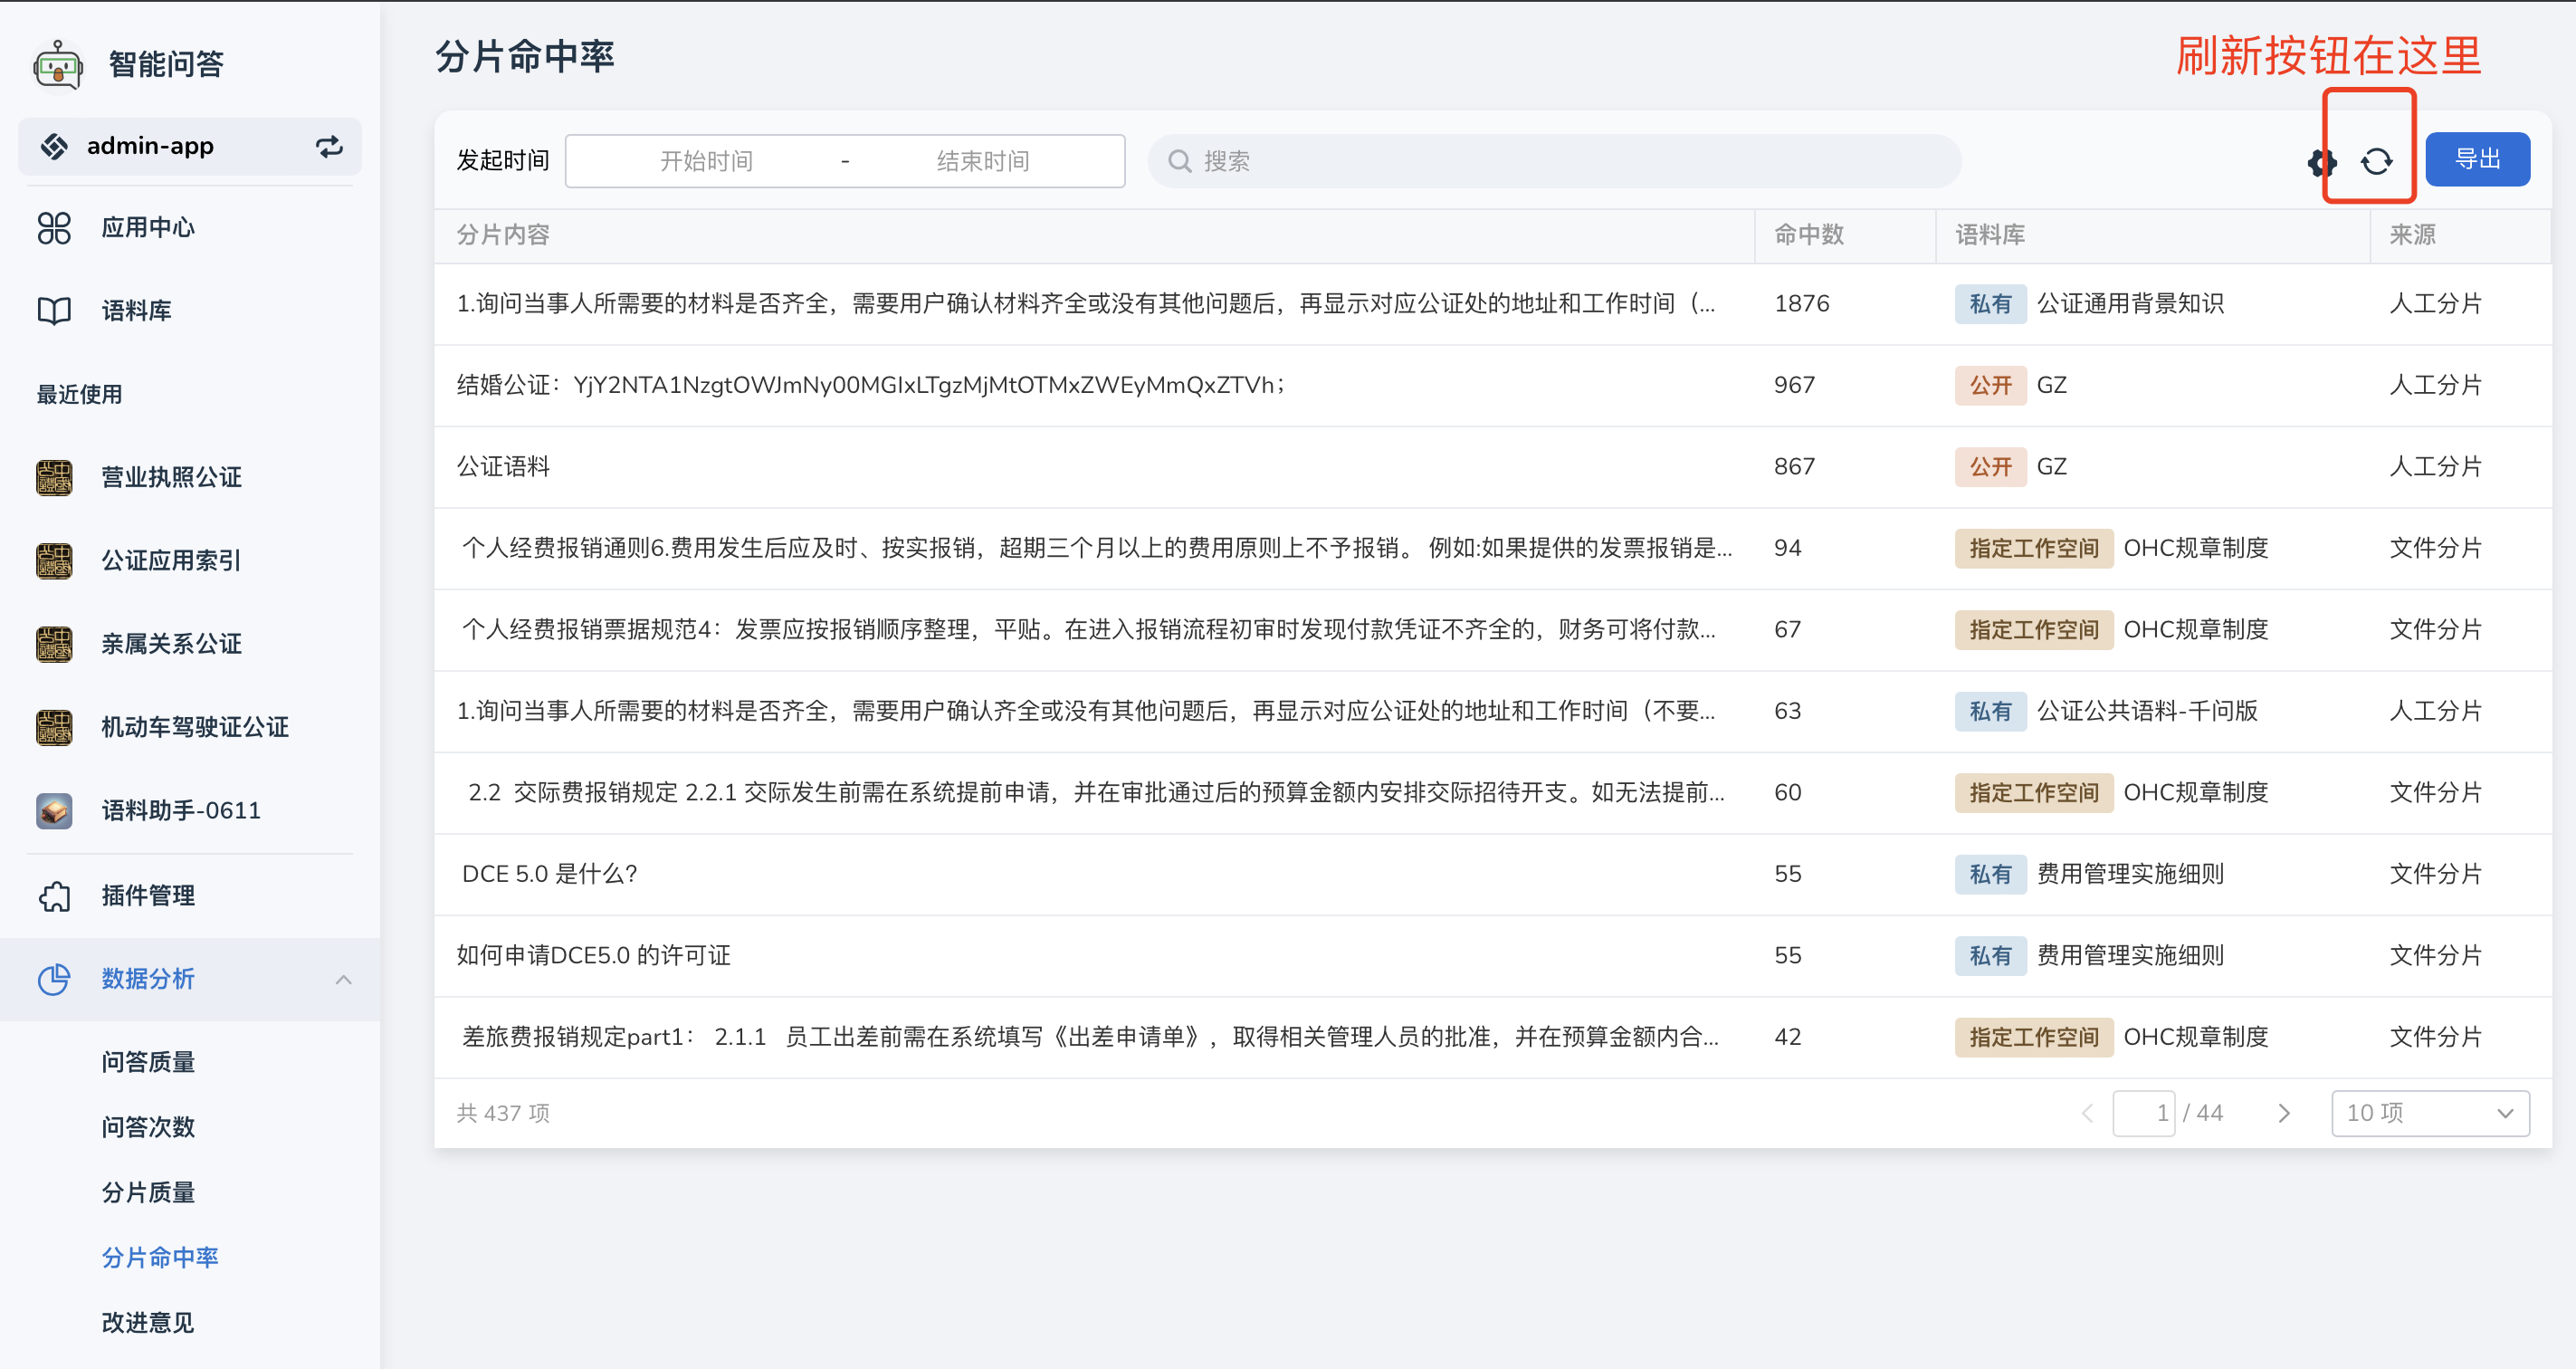 智能问答
admin-app
应用中心
语料库
最近使用
营业执照公证
公证应用索引
亲属关系公证
机动车驾驶证公证
语料助手-0611
插件管理
数据分析
问答质量
问答次数
分片质量
分片命中率
改进意见
分片命中率
刷新按钮在这里
发起时间 开始时间 - 结束时间 搜索 导出
分片内容 命中数 语料库 来源
1.询问当事人所需要的材料是否齐全，需要用户确认材料齐全或没有其他问题后，再显示对应公证处的地址和工作时间（... 1876 私有 公证通用背景知识 人工分片
结婚公证：YjY2NTA1NzgtOWJmNy00MGIxLTgzMjMtOTMxZWEyMmQxZTVh； 967 公开 GZ 人工分片
公证语料 867 公开 GZ 人工分片
个人经费报销通则6.费用发生后应及时、按实报销，超期三个月以上的费用原则上不予报销。 例如:如果提供的发票报销是... 94 指定工作空间 OHC规章制度 文件分片
个人经费报销票据规范4：发票应按报销顺序整理，平贴。在进入报销流程初审时发现付款凭证不齐全的，财务可将付款... 67 指定工作空间 OHC规章制度 文件分片
1.询问当事人所需要的材料是否齐全，需要用户确认齐全或没有其他问题后，再显示对应公证处的地址和工作时间（不要... 63 私有 公证公共语料-千问版 人工分片
2.2 交际费报销规定 2.2.1 交际发生前需在系统提前申请，并在审批通过后的预算金额内安排交际招待开支。如无法提前... 60 指定工作空间 OHC规章制度 文件分片
DCE 5.0 是什么? 55 私有 费用管理实施细则 文件分片
如何申请DCE5.0 的许可证 55 私有 费用管理实施细则 文件分片
差旅费报销规定part1： 2.1.1 员工出差前需在系统填写《出差申请单》，取得相关管理人员的批准，并在预算金额内合... 42 指定工作空间 OHC规章制度 文件分片
共 437 项 1 / 44 10 项